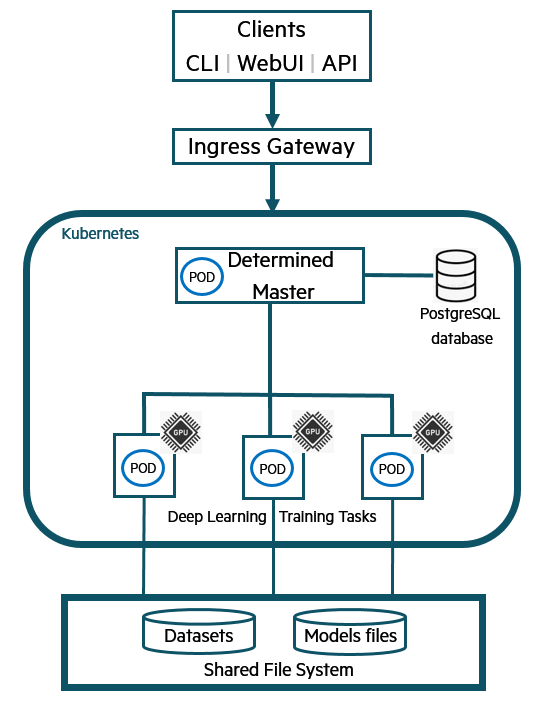 Clients
CLI | WebUI | API
Ingress Gateway
Kubernetes
POD
Determined
Master
PostgreSQL
database
GPU
GPU
GPU
POD
POD
POD
Deep Learning
Training Tasks
Datasets
Models files
Shared File System